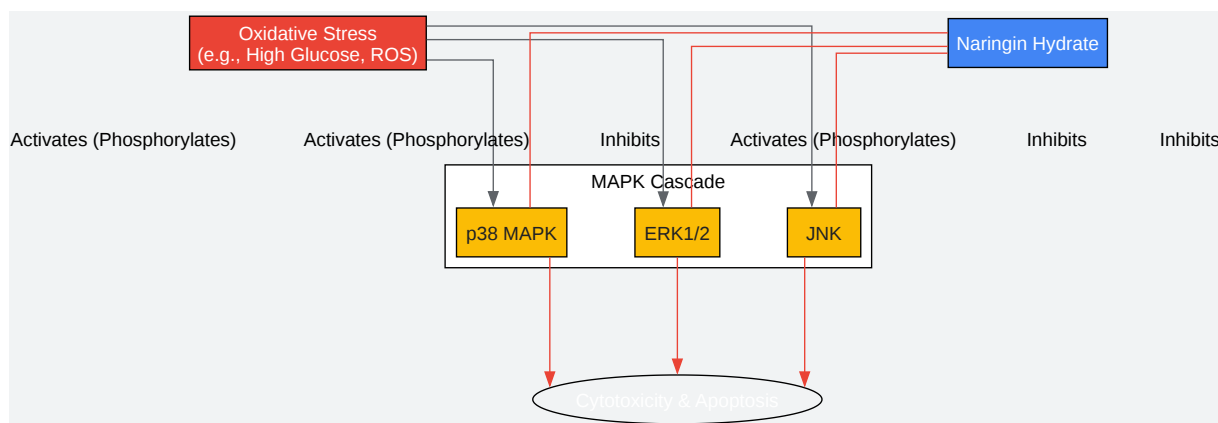 Oxidative Stress
(e.g., High Glucose, ROS)
Naringin Hydrate
Activates (Phosphorylates)
Activates (Phosphorylates)
Inhibits
Activates (Phosphorylates)
Inhibits
Inhibits
MAPK Cascade
p38 MAPK
ERK1/2
JNK
Cytotoxicity & Apoptosis